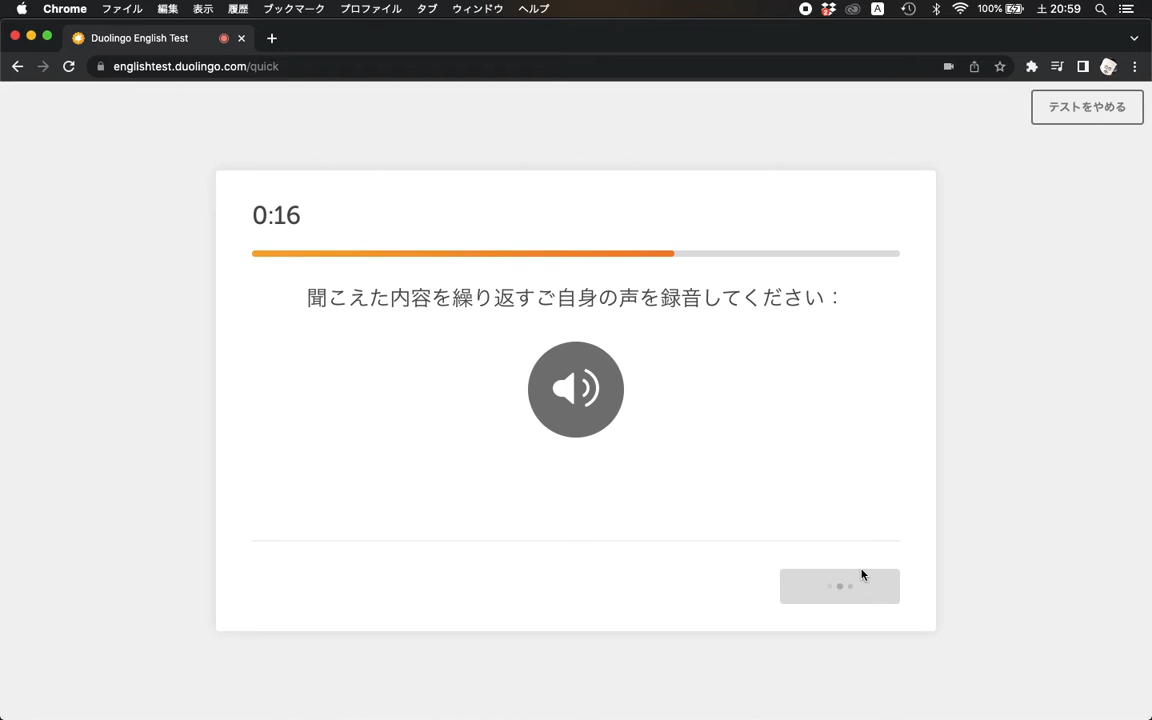 Chrome ファイル 編集 表示 履歴 ブックマーク プロファイル タブ ウィンドウ ヘルプ A 100% 土 20:59
Duolingo English Test
englishtest.duolingo.com/quick
テストをやめる
0:16
聞こえた内容を繰り返すご自身の声を録音してください：